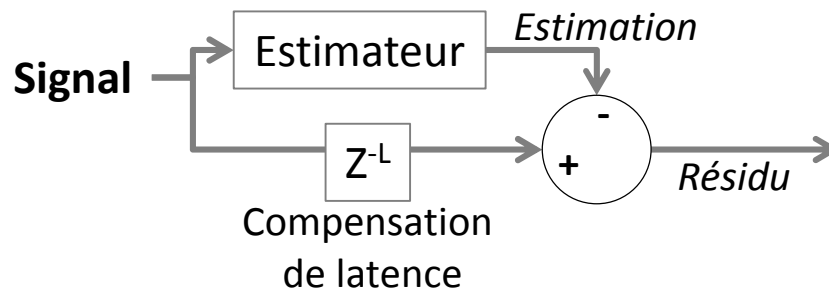 Estimation
Estimateur
Signal
-
+
Z-L
Résidu
Compensation
de latence